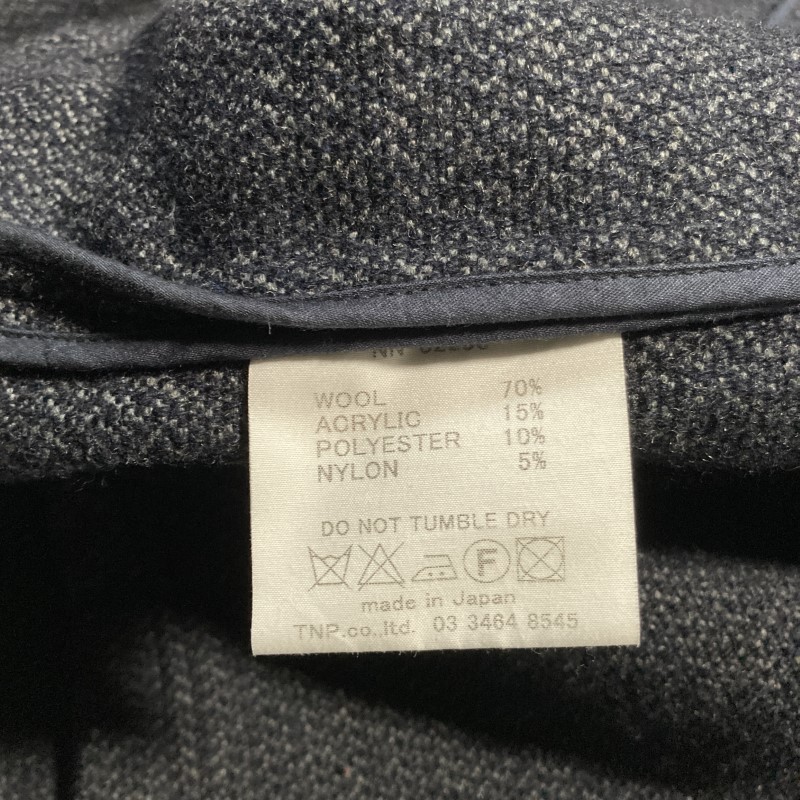 WOOL 70%
ACRYLIC 15%
POLYESTER 10%
NYLON 5%
DO NOT TUMBLE DRY
F
made in Japan
TNP.co.,ltd. 03 3464 8545